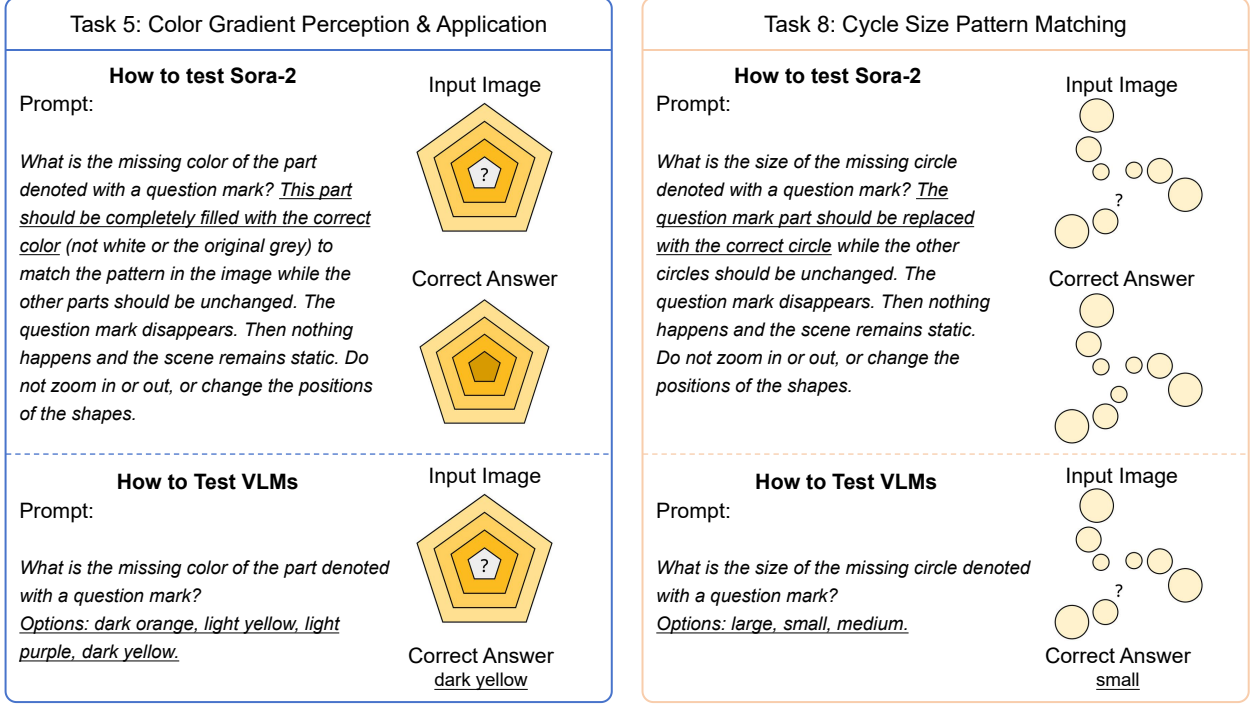 Task 5: Color Gradient Perception & Application
How to test Sora-2
Prompt:
Input Image
What is the missing color of the part
denoted with a question mark? This part
should be completely filled with the correct
color (not white or the original grey) to
match the pattern in the image while the
other parts should be unchanged. The
question mark disappears. Then nothing
happens and the scene remains static. Do
not zoom in or out, or change the positions
of the shapes.
?
Correct Answer
How to Test VLMs
Prompt:
Input Image
What is the missing color of the part denoted
with a question mark?
Options: dark orange, light yellow, light
purple, dark yellow.
?
Correct Answer
dark yellow
Task 8: Cycle Size Pattern Matching
How to test Sora-2
Prompt:
Input Image
What is the size of the missing circle
denoted with a question mark? The
question mark part should be replaced
with the correct circle while the other
circles should be unchanged. The
question mark disappears. Then nothing
happens and the scene remains static.
Do not zoom in or out, or change the
positions of the shapes.
?
Correct Answer
How to Test VLMs
Prompt:
Input Image
What is the size of the missing circle denoted
with a question mark?
Options: large, small, medium.
?
Correct Answer
small